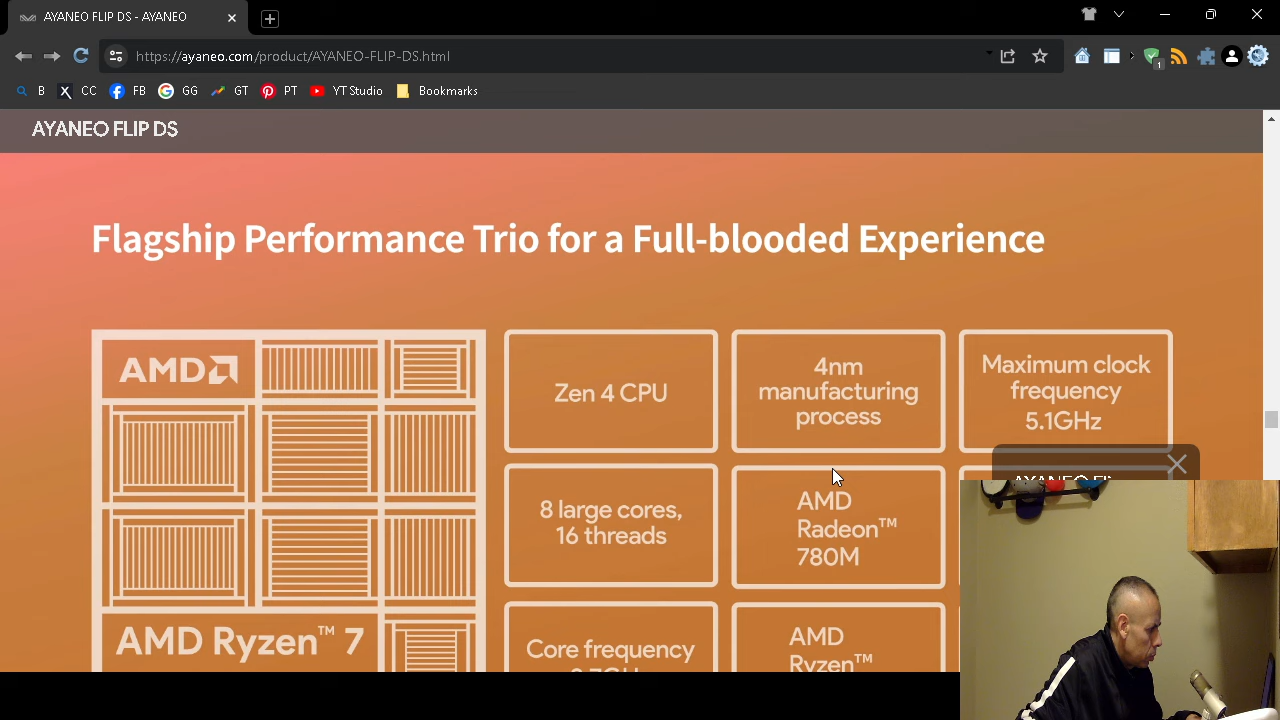 AYANEO FLIP DS - AYANEO
https://ayaneo.com/product/AYANEO-FLIP-DS.html
1
B
CC
FB
GG
GT
PT
YT Studio
Bookmarks
AYANEO FLIP DS
Flagship Performance Trio for a Full-blooded Experience
AMD
Zen 4 CPU
4nm
manufacturing
process
Maximum clock
frequency
5.1GHz
8 large cores,
16 threads
AMD
Radeon™
780M
AMD Ryzen™ 7
Core frequency
AMD
Ryzen™